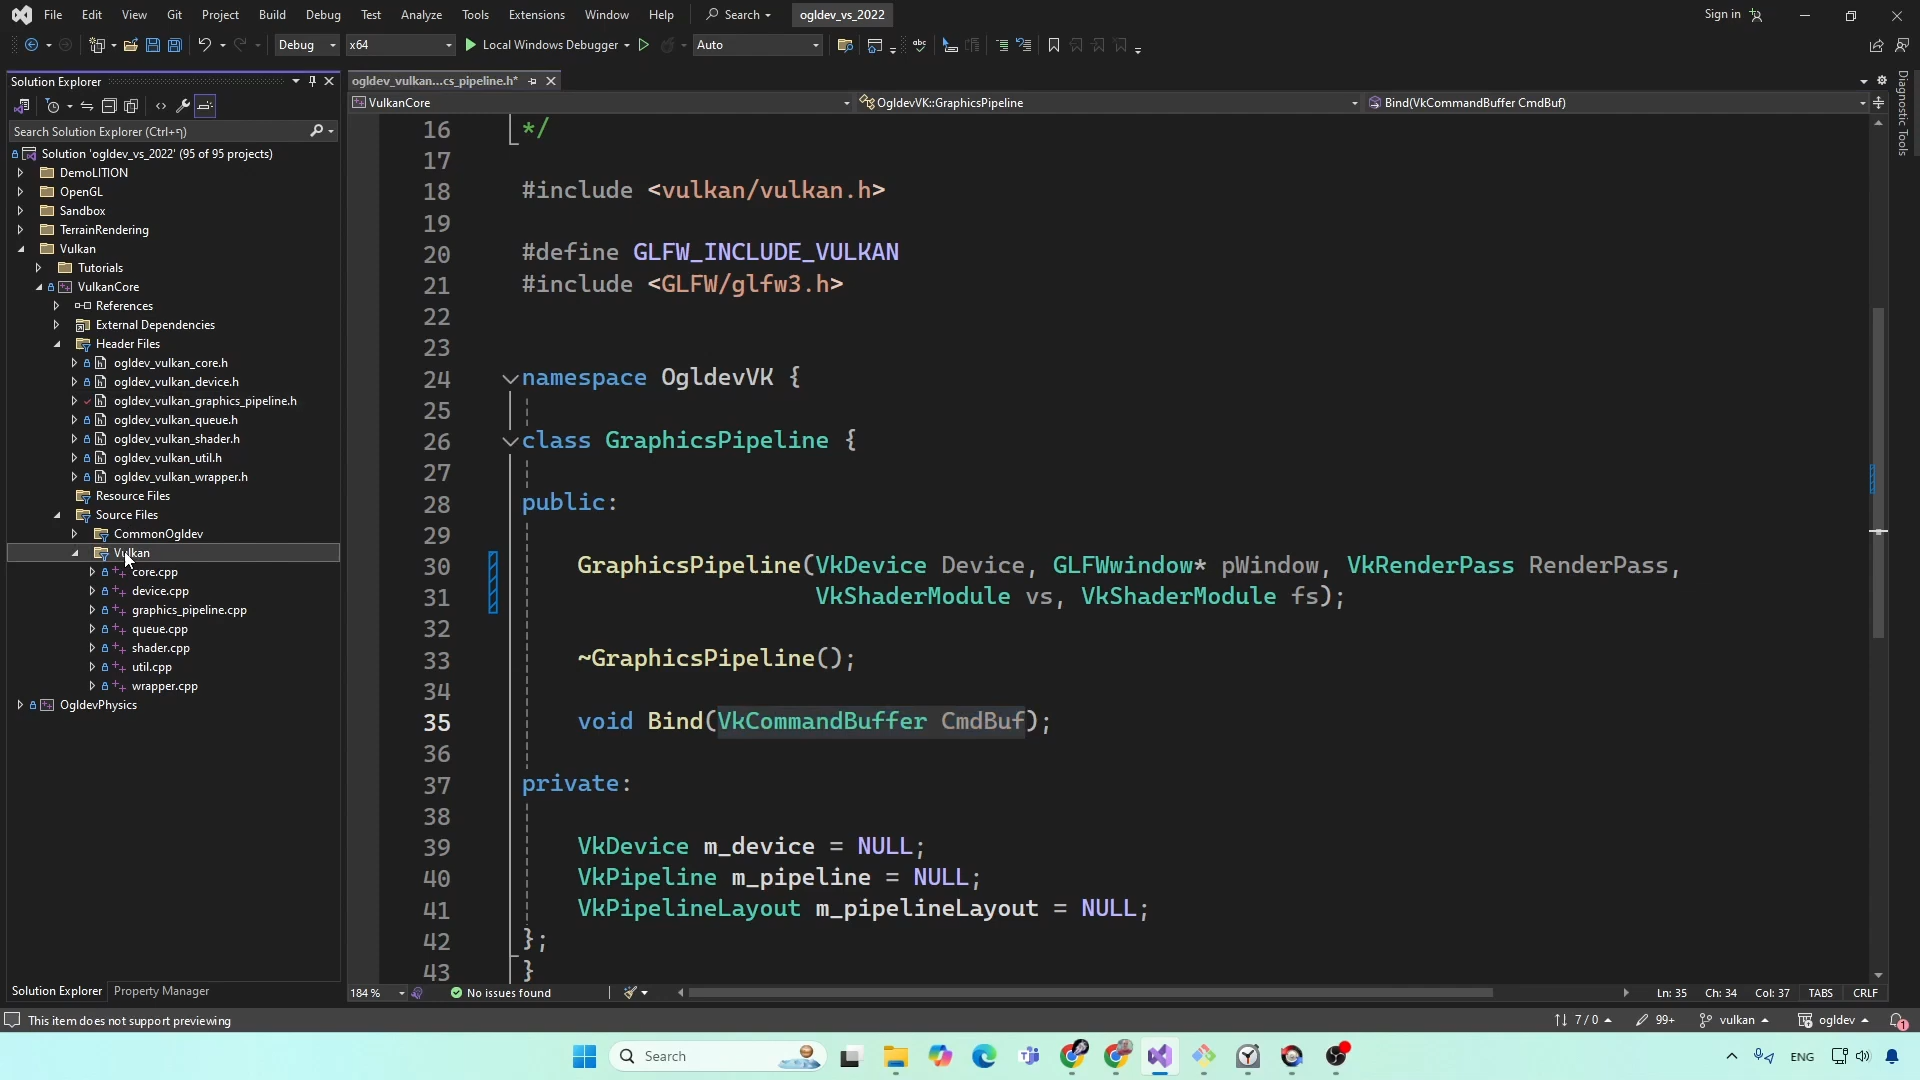 File Edit View Git Project Build Debug Test Analyze Tools Extensions Window Help Search ogldev_vs_2022 Sign in
Debug x64 Local Windows Debugger Auto
Solution Explorer
ogldev_vulkan...cs_pipeline.h*
VulkanCore OgldevVK::GraphicsPipeline Bind(VkCommandBuffer CmdBuf)
Search Solution Explorer (Ctrl+ף)
Solution 'ogldev_vs_2022' (95 of 95 projects)
DemoLITION
OpenGL
Sandbox
TerrainRendering
Vulkan
Tutorials
VulkanCore
References
External Dependencies
Header Files
ogldev_vulkan_core.h
ogldev_vulkan_device.h
ogldev_vulkan_graphics_pipeline.h
ogldev_vulkan_queue.h
ogldev_vulkan_shader.h
ogldev_vulkan_util.h
ogldev_vulkan_wrapper.h
Resource Files
Source Files
CommonOgldev
Vulkan
core.cpp
device.cpp
graphics_pipeline.cpp
queue.cpp
shader.cpp
util.cpp
wrapper.cpp
OgldevPhysics
Solution Explorer Property Manager
16 */
17
18 #include <vulkan/vulkan.h>
19
20 #define GLFW_INCLUDE_VULKAN
21 #include <GLFW/glfw3.h>
22
23
24 namespace OgldevVK {
25
26 class GraphicsPipeline {
27
28 public:
29
30 GraphicsPipeline(VkDevice Device, GLFWwindow* pWindow, VkRenderPass RenderPass,
31 VkShaderModule vs, VkShaderModule fs);
32
33 ~GraphicsPipeline();
34
35 void Bind(VkCommandBuffer CmdBuf);
36
37 private:
38
39 VkDevice m_device = NULL;
40 VkPipeline m_pipeline = NULL;
41 VkPipelineLayout m_pipelineLayout = NULL;
42 };
43 }
Diagnostic Tools
184 % No issues found Ln: 35 Ch: 34 Col: 37 TABS CRLF
This item does not support previewing 7 / 0 99+ vulkan ogldev 1
Search ENG